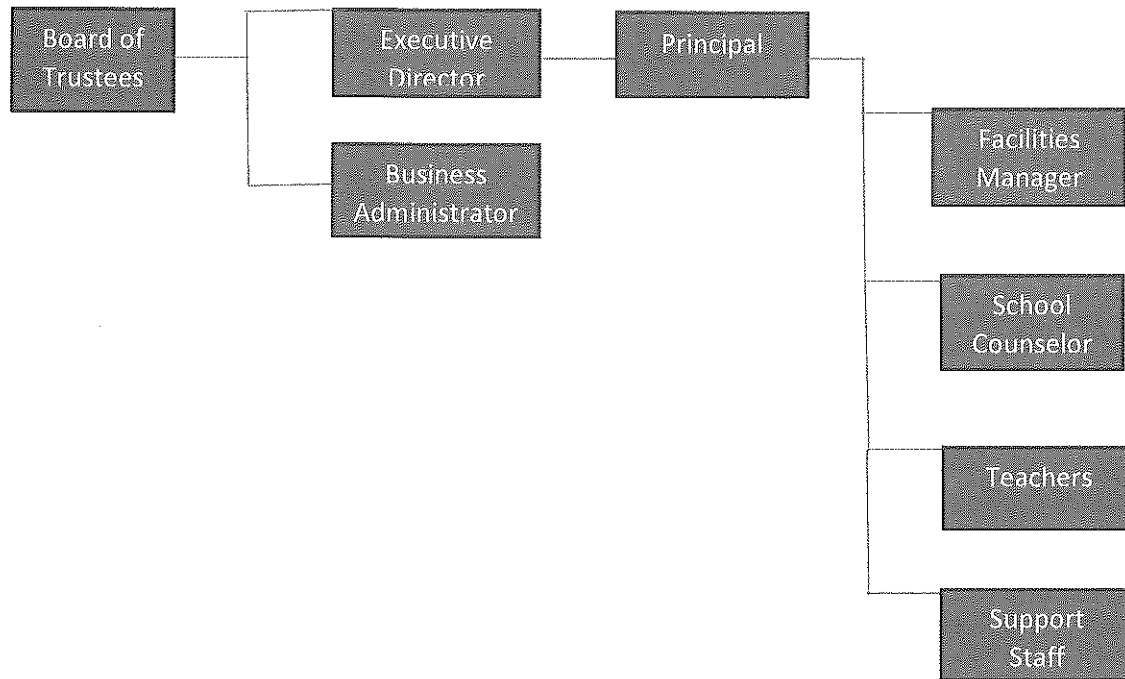 Board of
Trustees
Executive
Director
Principal
Business
Administrator
Facilities
Manager
School
Counselor
Teachers
Support
Staff